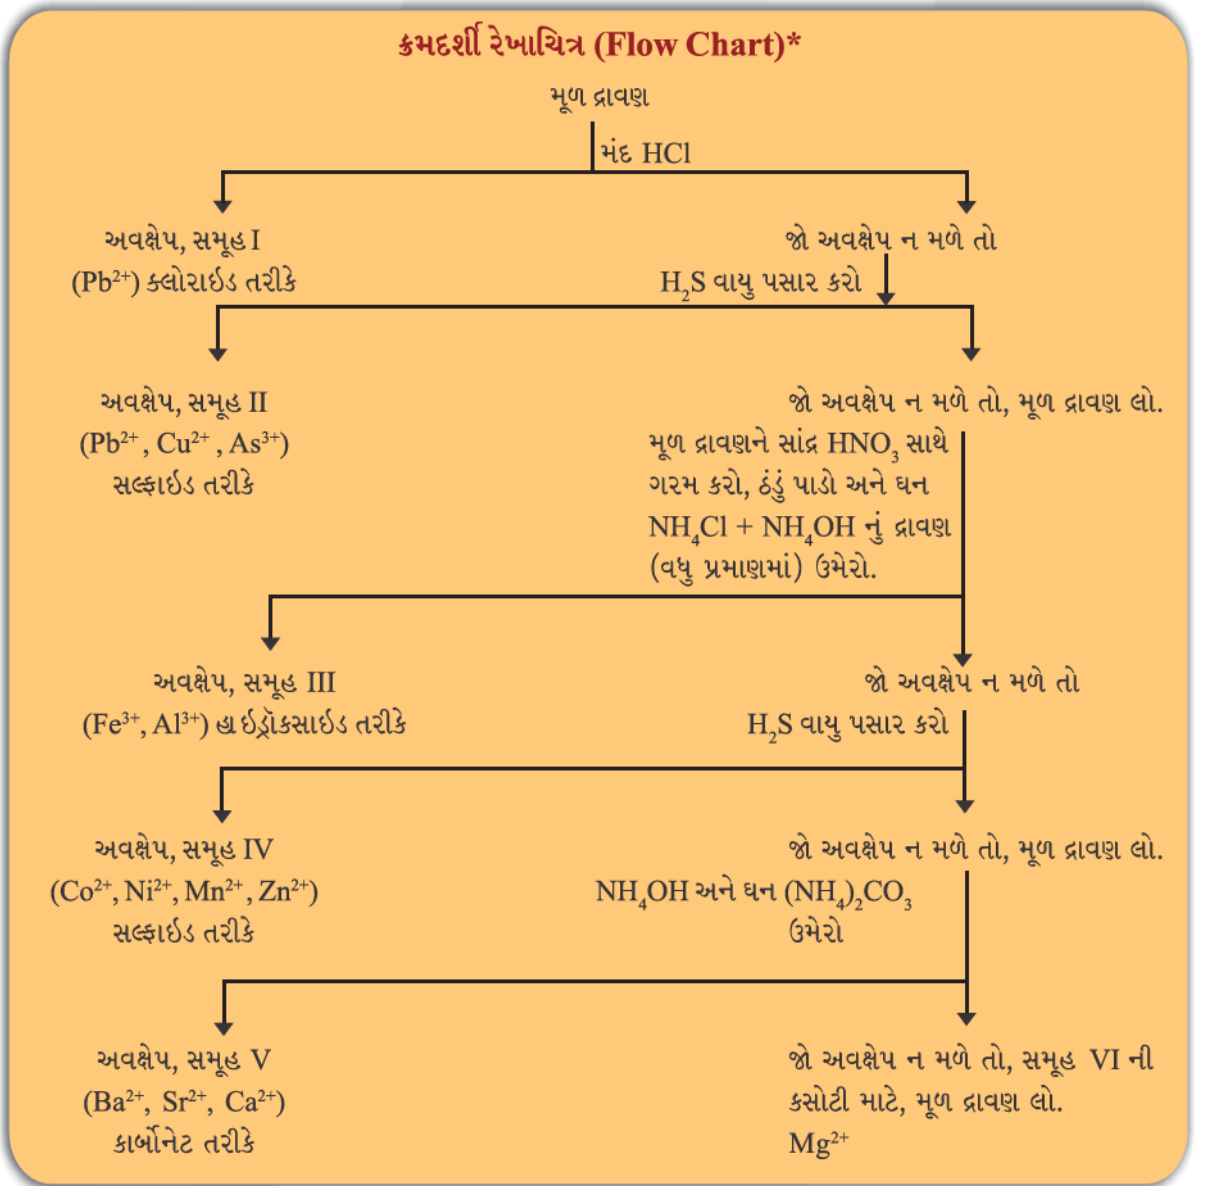 ક્રમદર્શી રેખાચિત્ર (Flow Chart)*
મૂળ દ્રાવણ
મંદ HCl
અવક્ષેપ, સમૂહ I
(Pb²⁺) ક્લોરાઇડ તરીકે
જો અવક્ષેપ ન મળે તો
H₂S વાયુ પસાર કરો
અવક્ષેપ, સમૂહ II
(Pb²⁺ , Cu²⁺ , As³⁺)
સલ્ફાઇડ તરીકે
જો અવક્ષેપ ન મળે તો, મૂળ દ્રાવણ લો.
મૂળ દ્રાવણને સાંદ્ર HNO₃ સાથે
ગરમ કરો, ઠંડું પાડો અને ઘન
NH₄Cl + NH₄OH નું દ્રાવણ
(વધુ પ્રમાણમાં) ઉમેરો.
અવક્ષેપ, સમૂહ III
(Fe³⁺, Al³⁺) હાઇડ્રૉકસાઇડ તરીકે
જો અવક્ષેપ ન મળે તો
H₂S વાયુ પસાર કરો
અવક્ષેપ, સમૂહ IV
(Co²⁺, Ni²⁺, Mn²⁺, Zn²⁺)
સલ્ફાઇડ તરીકે
જો અવક્ષેપ ન મળે તો, મૂળ દ્રાવણ લો.
NH₄OH અને ઘન (NH₄)₂CO₃
ઉમેરો
અવક્ષેપ, સમૂહ V
(Ba²⁺, Sr²⁺, Ca²⁺)
કાર્બોનેટ તરીકે
જો અવક્ષેપ ન મળે તો, સમૂહ VI ની
કસોટી માટે, મૂળ દ્રાવણ લો.
Mg²⁺